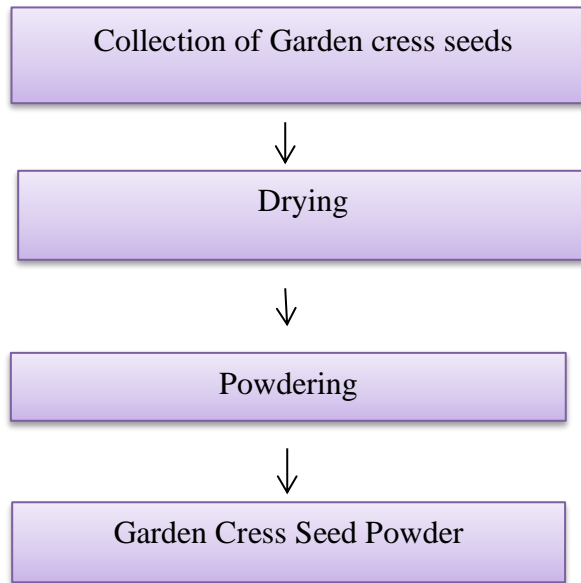 Collection of Garden cress seeds
Drying
Powdering
Garden Cress Seed Powder